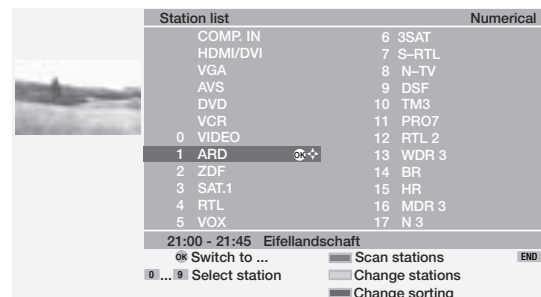 Station list Numerical
COMP. IN
HDMI/DVI
VGA
AVS
DVD
VCR
0 VIDEO
1 ARD OK
2 ZDF
3 SAT.1
4 RTL
5 VOX
6 3SAT
7 S–RTL
8 N–TV
9 DSF
10 TM3
11 PRO7
12 RTL 2
13 WDR 3
14 BR
15 HR
16 MDR 3
17 N 3
21:00 - 21:45 Eifellandschaft
OK Switch to ...
0 ... 9 Select station
Scan stations
Change stations
Change sorting
END